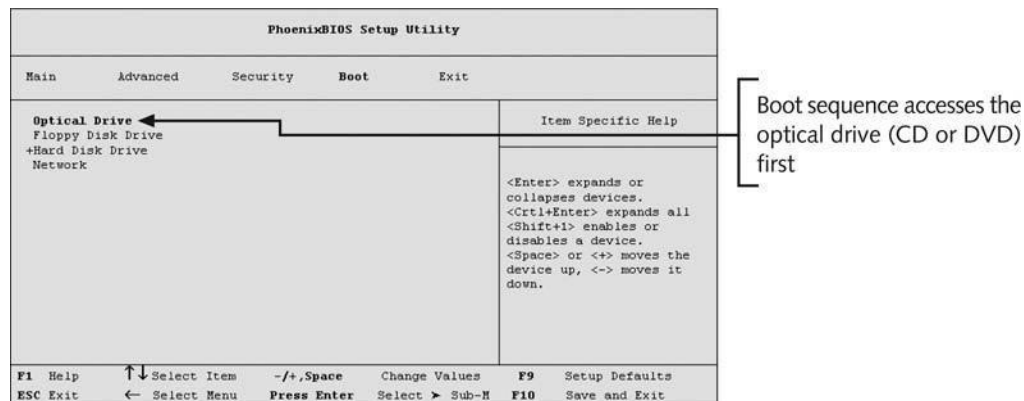 PhoenixBIOS Setup Utility
Main Advanced Security Boot Exit
Optical Drive
Floppy Disk Drive
+Hard Disk Drive
Network
Item Specific Help
<Enter> expands or
collapses devices.
<Crtl+Enter> expands all
<Shift+1> enables or
disables a device.
<Space> or <+> moves the
device up, <-> moves it
down.
F1 Help ↑↓ Select Item -/+,Space Change Values F9 Setup Defaults
ESC Exit ← Select Menu Press Enter Select ➤ Sub-M F10 Save and Exit
Boot sequence accesses the
optical drive (CD or DVD)
first